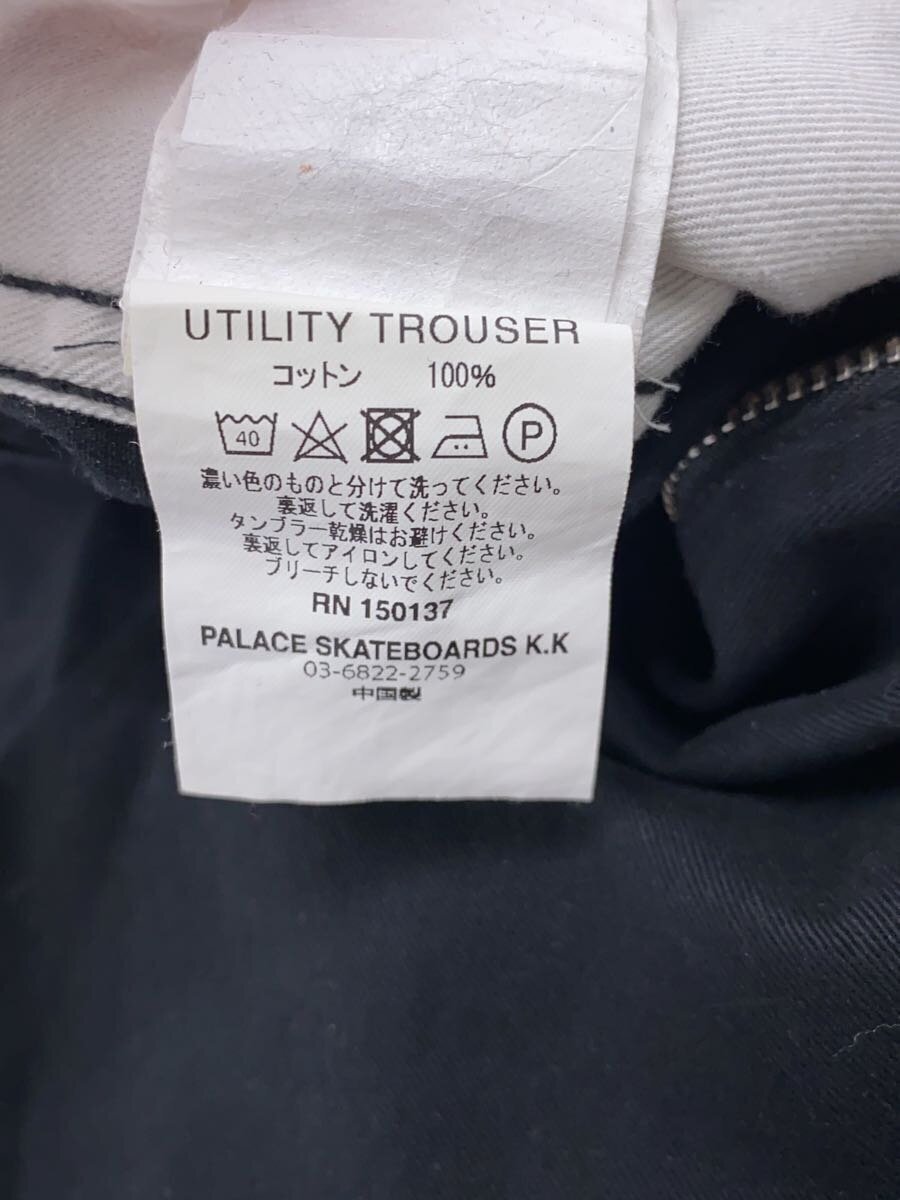 UTILITY TROUSER
コットン 100%
40 P
濃い色のものと分けて洗ってください。
裏返して洗濯ください。
タンブラー乾燥はお避けください。
裏返してアイロンしてください。
ブリーチしないでください。
RN 150137
PALACE SKATEBOARDS K.K
03-6822-2759
中国製